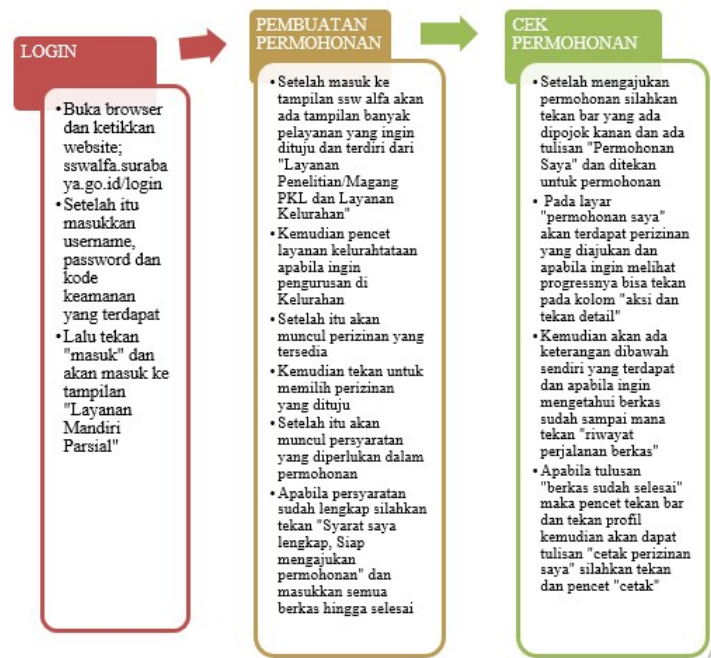 LOGIN
•Buka browser
dan ketikkan
website;
sswalfa.suraba
ya.go.id/login
•Setelah itu
masukkan
username,
password dan
kode
keamanan
yang terdapat
•Lalu tekan
"masuk" dan
akan masuk ke
tampilan
"Layanan
Mandiri
Parsial"
PEMBUATAN
PERMOHONAN
•Setelah masuk ke
tampilan ssw alfa akan
ada tampilan banyak
pelayanan yang ingin
dituju dan terdiri dari
"Layanan
Penelitian/Magang
PKL dan Layanan
Kelurahan"
•Kemudian pencet
layanan kelurahtataan
apabila ingin
pengurusan di
Kelurahan
•Setelah itu akan
muncul perizinan yang
tersedia
•Kemudian tekan untuk
memilih perizinan
yang dituju
•Setelah itu akan
muncul persyaratan
yang diperlukan dalam
permohonan
•Apabila persyaratan
sudah lengkap silahkan
tekan "Syarat saya
lengkap, Siap
mengajukan
permohonan" dan
masukkan semua
berkas hingga selesai
CEK
PERMOHONAN
•Setelah mengajukan
permohonan silahkan
tekan bar yang ada
dipojok kanan dan ada
tulisan "Permohonan
Saya" dan ditekan
untuk permohonan
• Pada layar
"permohonan saya"
akan terdapat perizinan
yang diajukan dan
apabila ingin melihat
progressnya bisa tekan
pada kolom "aksi dan
tekan detail"
•Kemudian akan ada
keterangan dibawah
sendiri yang terdapat
dan apabila ingin
mengetahui berkas
sudah sampai mana
tekan "riwayat
perjalanan berkas"
•Apabila tulusan
"berkas sudah selesai"
maka pencet tekan bar
dan tekan profil
kemudian akan dapat
tulisan "cetak perizinan
saya" silahkan tekan
dan pencet "cetak"